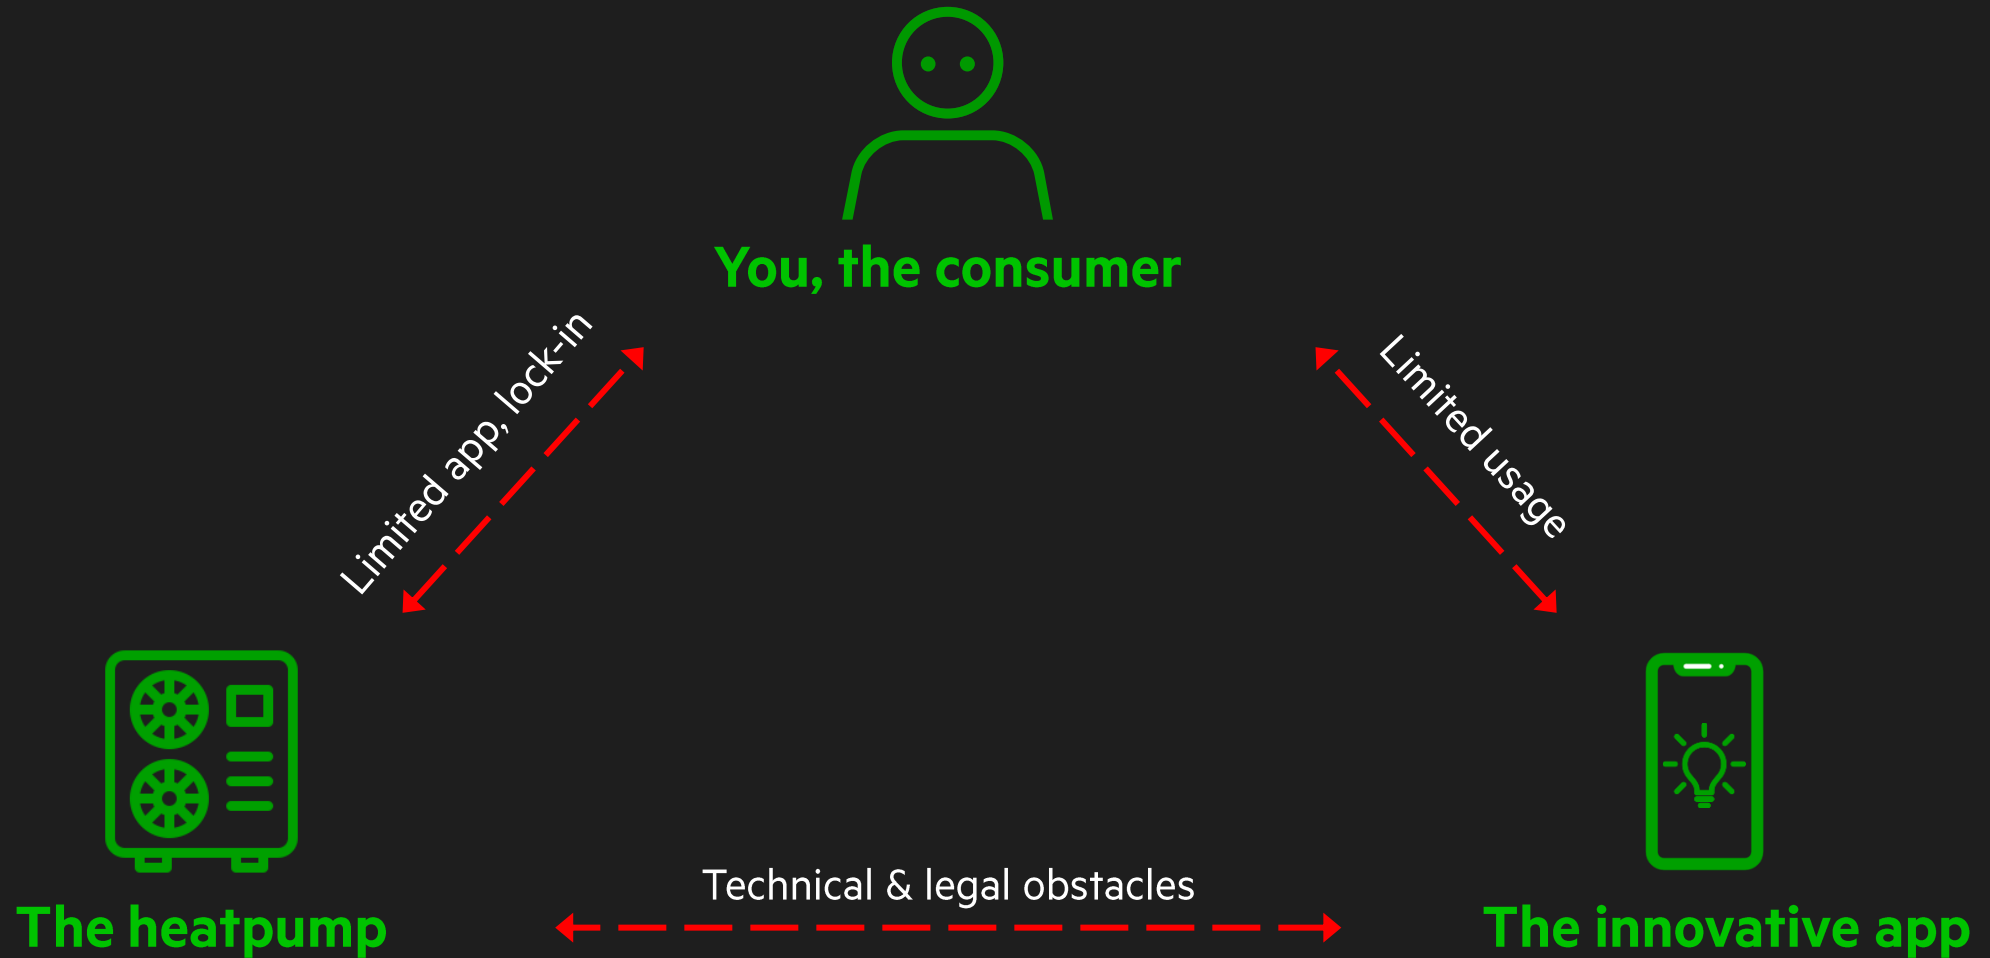 You, the consumer
Limited app, lock-in
Limited usage
Technical & legal obstacles
The heatpump
The innovative app